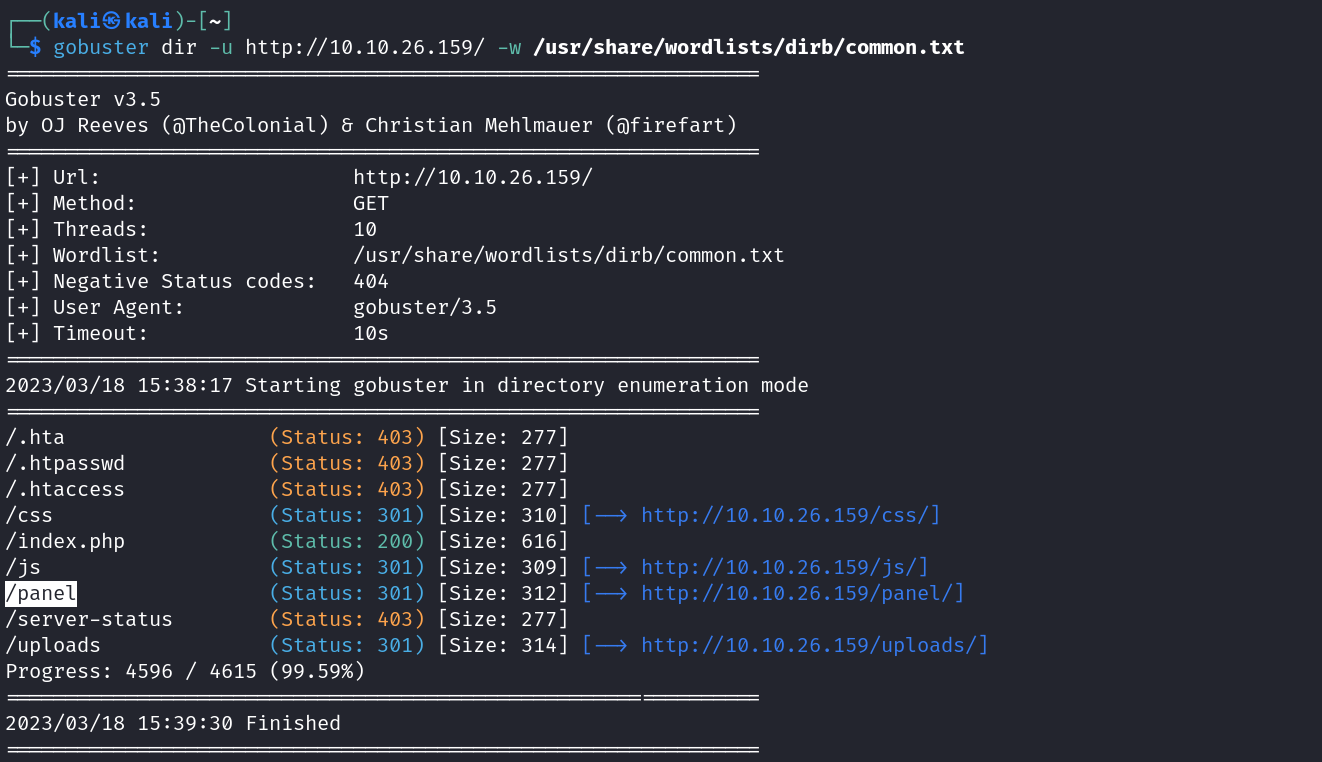 ┌──(kali㉿kali)-[~]
└─$ gobuster dir -u http://10.10.26.159/ -w /usr/share/wordlists/dirb/common.txt
===============================================================
Gobuster v3.5
by OJ Reeves (@TheColonial) & Christian Mehlmauer (@firefart)
===============================================================
[+] Url:                     http://10.10.26.159/
[+] Method:                  GET
[+] Threads:                 10
[+] Wordlist:                /usr/share/wordlists/dirb/common.txt
[+] Negative Status codes:   404
[+] User Agent:              gobuster/3.5
[+] Timeout:                 10s
===============================================================
2023/03/18 15:38:17 Starting gobuster in directory enumeration mode
===============================================================
/.hta                 (Status: 403) [Size: 277]
/.htpasswd            (Status: 403) [Size: 277]
/.htaccess            (Status: 403) [Size: 277]
/css                  (Status: 301) [Size: 310] [--> http://10.10.26.159/css/]
/index.php            (Status: 200) [Size: 616]
/js                   (Status: 301) [Size: 309] [--> http://10.10.26.159/js/]
/panel                (Status: 301) [Size: 312] [--> http://10.10.26.159/panel/]
/server-status        (Status: 403) [Size: 277]
/uploads              (Status: 301) [Size: 314] [--> http://10.10.26.159/uploads/]
Progress: 4596 / 4615 (99.59%)
===============================================================
2023/03/18 15:39:30 Finished
===============================================================